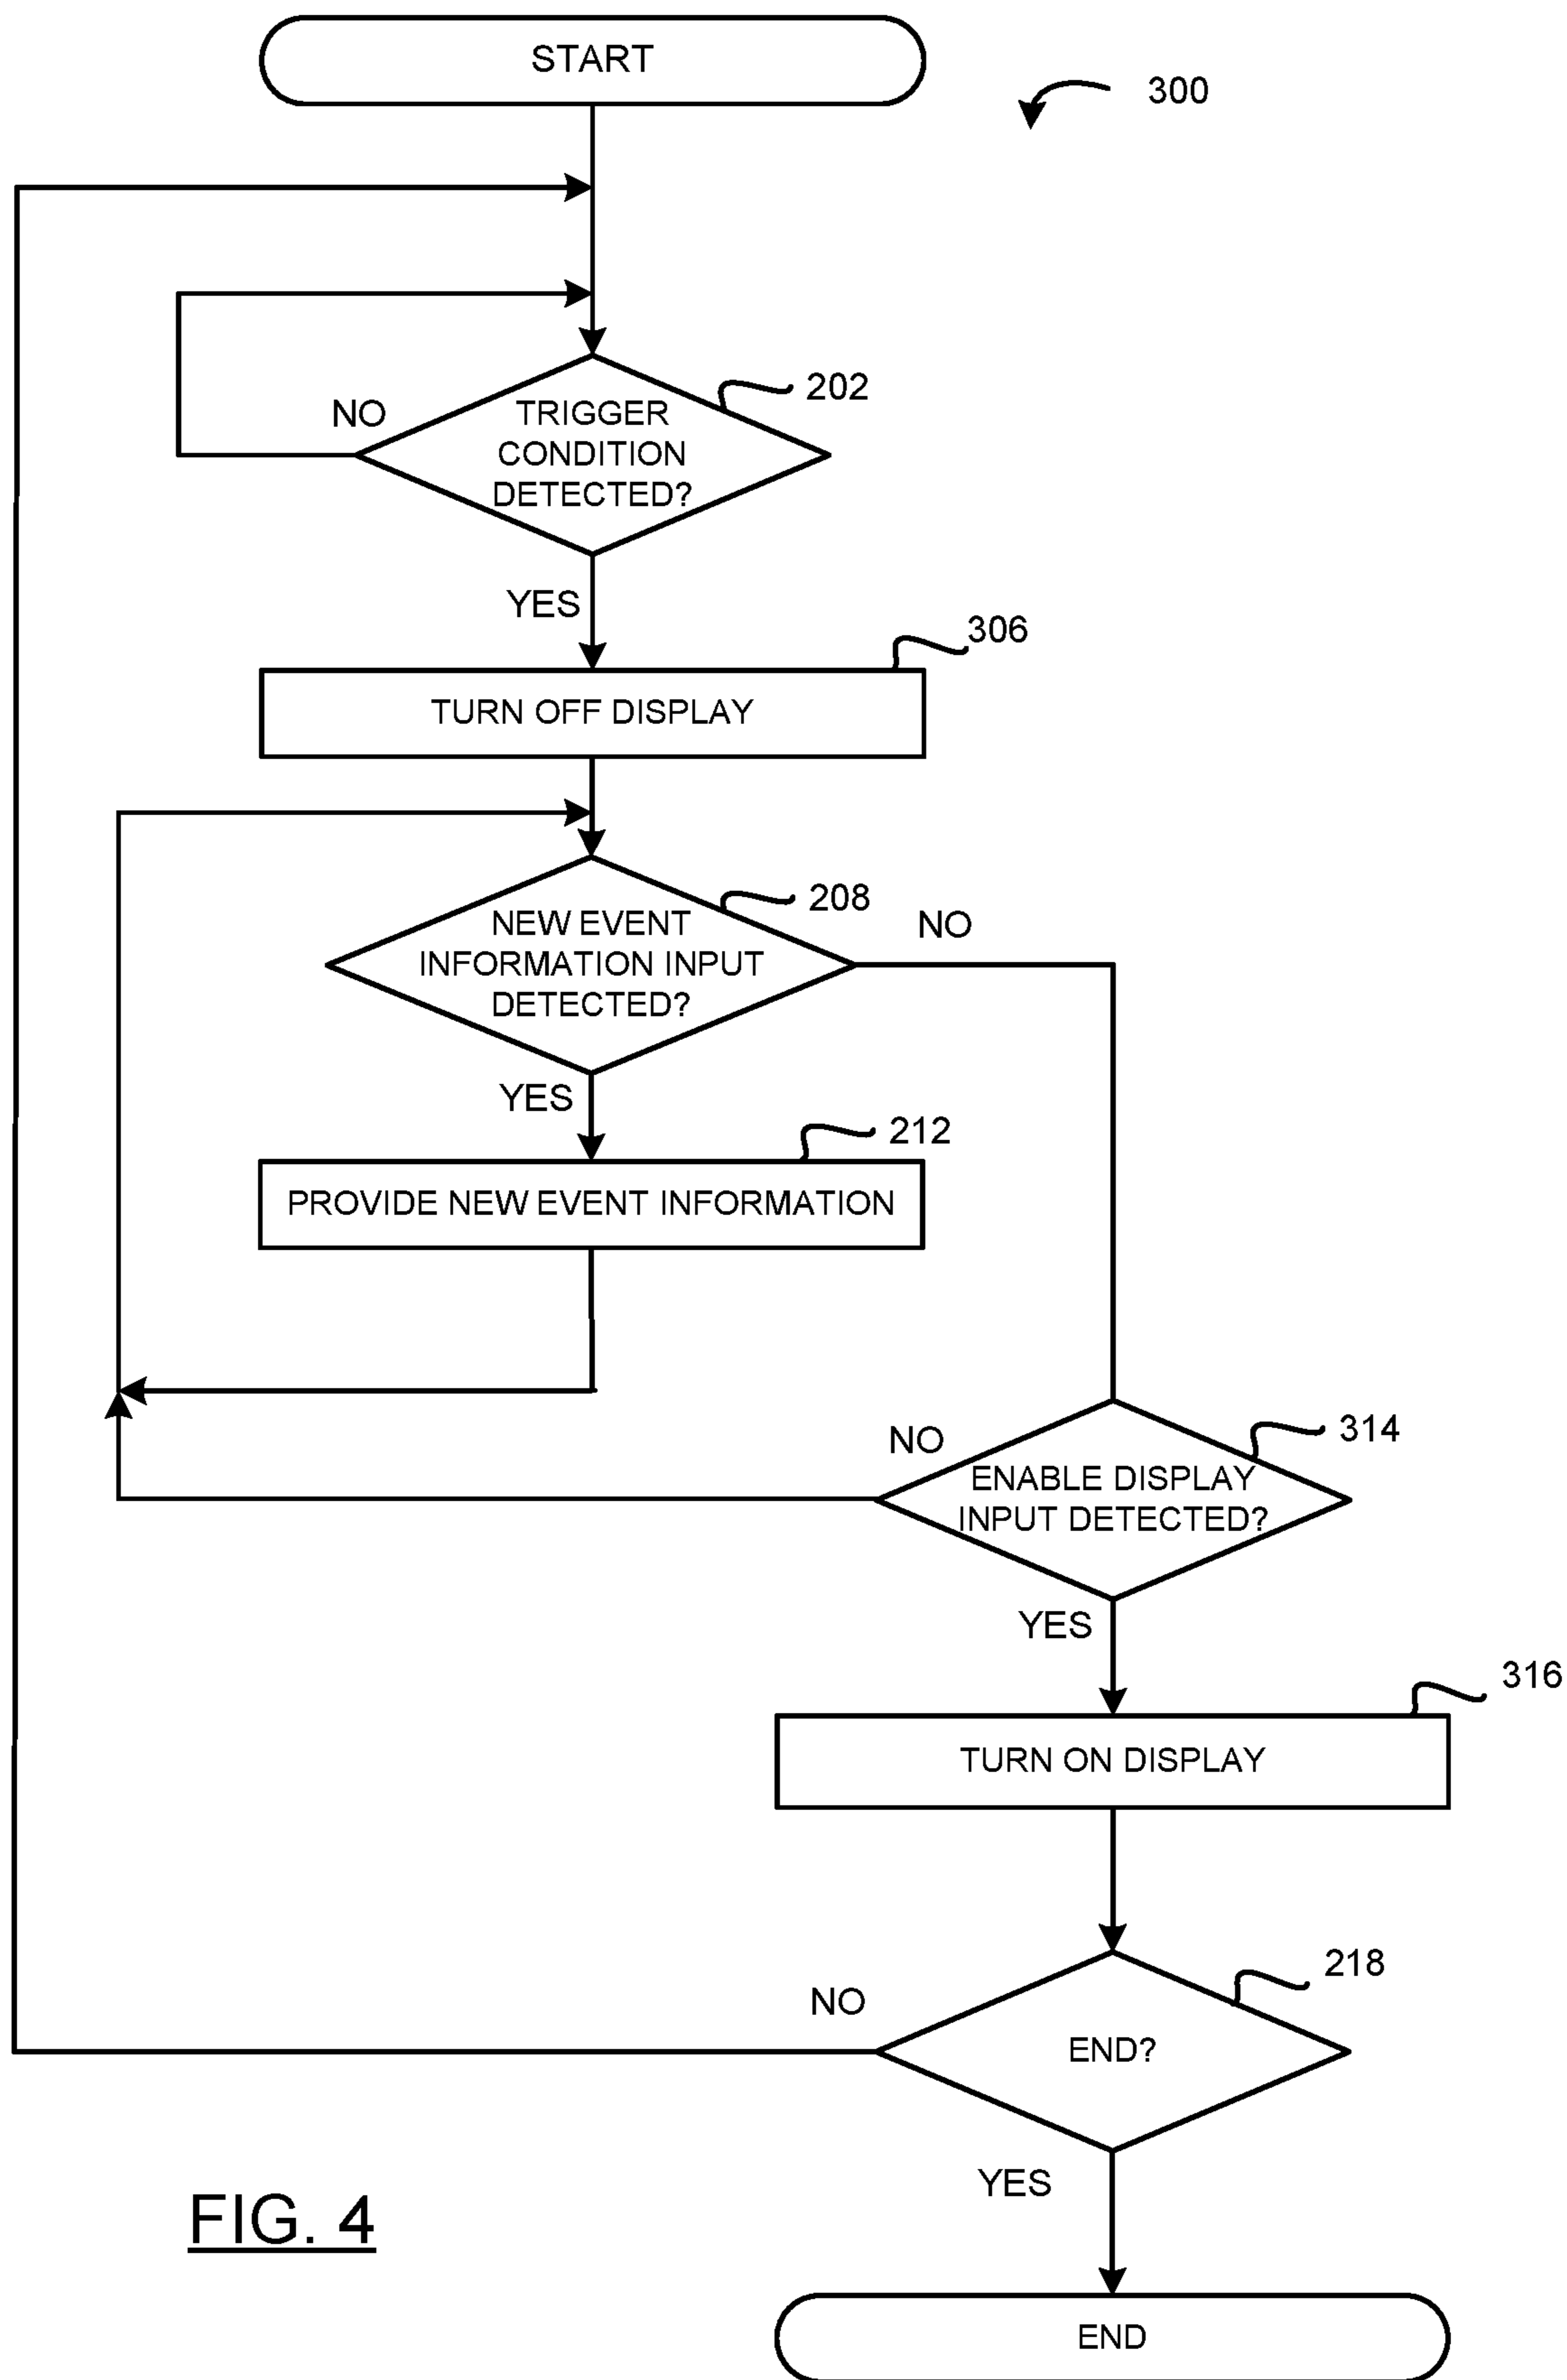 START
300
NO
202
TRIGGER
CONDITION
DETECTED?
YES
306
TURN OFF DISPLAY
208
NO
NEW EVENT
INFORMATION INPUT
DETECTED?
YES
212
PROVIDE NEW EVENT INFORMATION
NO
314
ENABLE DISPLAY
INPUT DETECTED?
YES
316
TURN ON DISPLAY
218
NO
END?
YES
FIG. 4
END